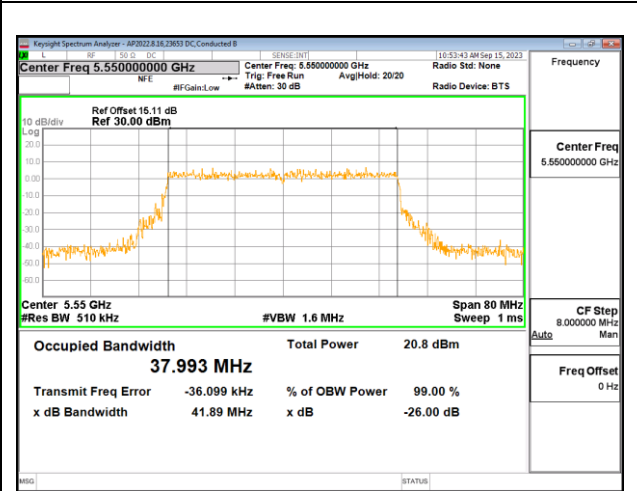 Keysight Spectrum Analyzer - AP2022.8.16,23653 DC,Conducted B
L RF 50 Ω DC SENSE:INT 10:53:43 AM Sep 15, 2023
Center Freq 5.550000000 GHz
Center Freq: 5.550000000 GHz
Radio Std: None
Frequency
NFE
Trig: Free Run Avg|Hold: 20/20
#IFGain:Low
#Atten: 30 dB
Radio Device: BTS
Ref Offset 15.11 dB
10 dB/div Ref 30.00 dBm
Log
20.0
10.0
0.00
-10.0
-20.0
-30.0
-40.0
-50.0
-60.0
Center Freq
5.550000000 GHz
Center 5.55 GHz
Span 80 MHz
#Res BW 510 kHz
#VBW 1.6 MHz
Sweep 1 ms
CF Step
8.000000 MHz
Auto Man
Occupied Bandwidth
37.993 MHz
Total Power 20.8 dBm
Transmit Freq Error -36.099 kHz
% of OBW Power 99.00 %
x dB Bandwidth 41.89 MHz
x dB -26.00 dB
Freq Offset
0 Hz
MSG
STATUS